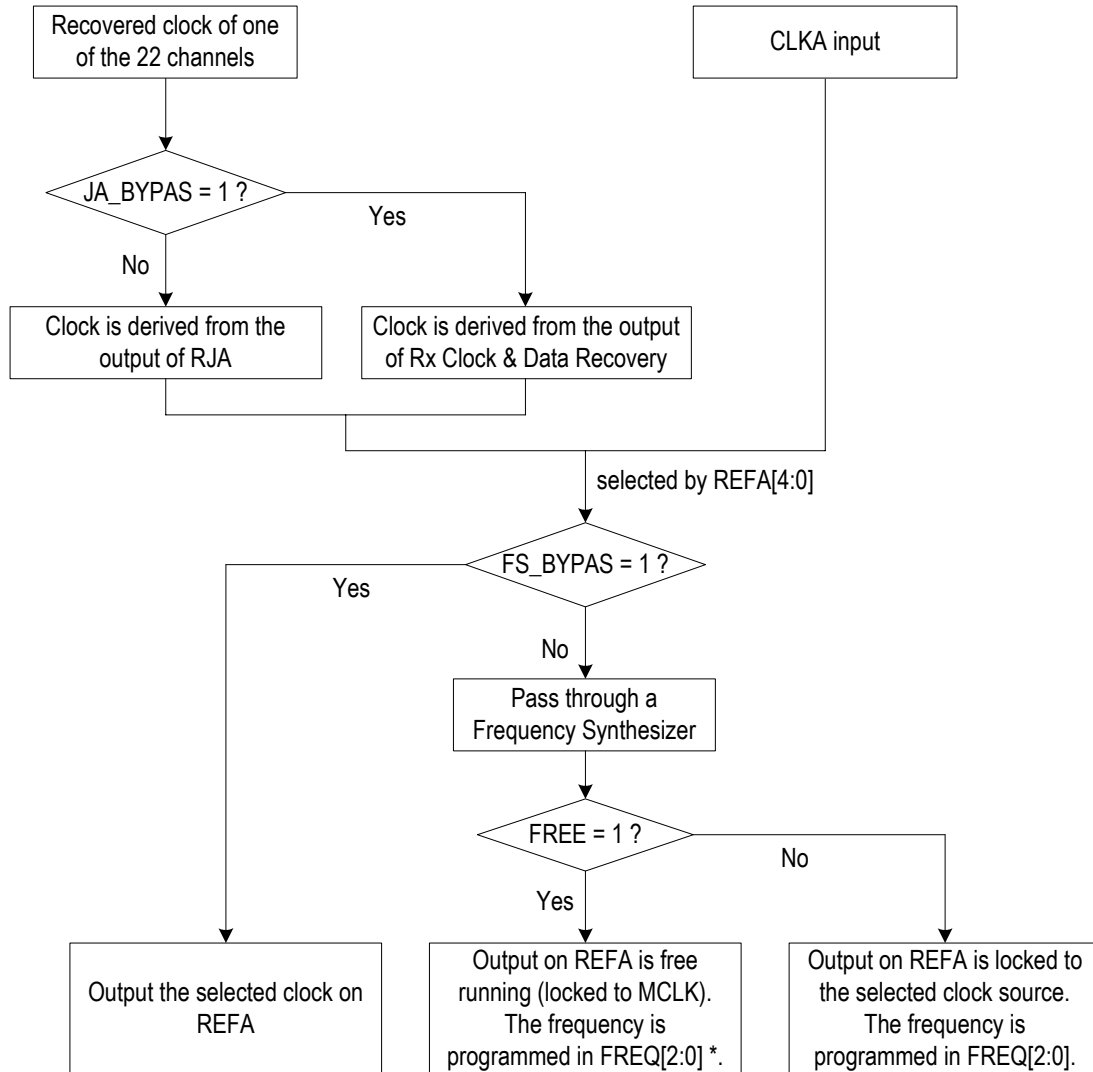 Recovered clock of one
of the 22 channels
CLKA input
JA_BYPAS = 1 ?
Yes
No
Clock is derived from the
output of RJA
Clock is derived from the output
of Rx Clock & Data Recovery
selected by REFA[4:0]
FS_BYPAS = 1 ?
Yes
No
Pass through a
Frequency Synthesizer
FREE = 1 ?
No
Yes
Output the selected clock on
REFA
Output on REFA is free
running (locked to MCLK).
The frequency is
programmed in FREQ[2:0] *.
Output on REFA is locked to
the selected clock source.
The frequency is
programmed in FREQ[2:0].